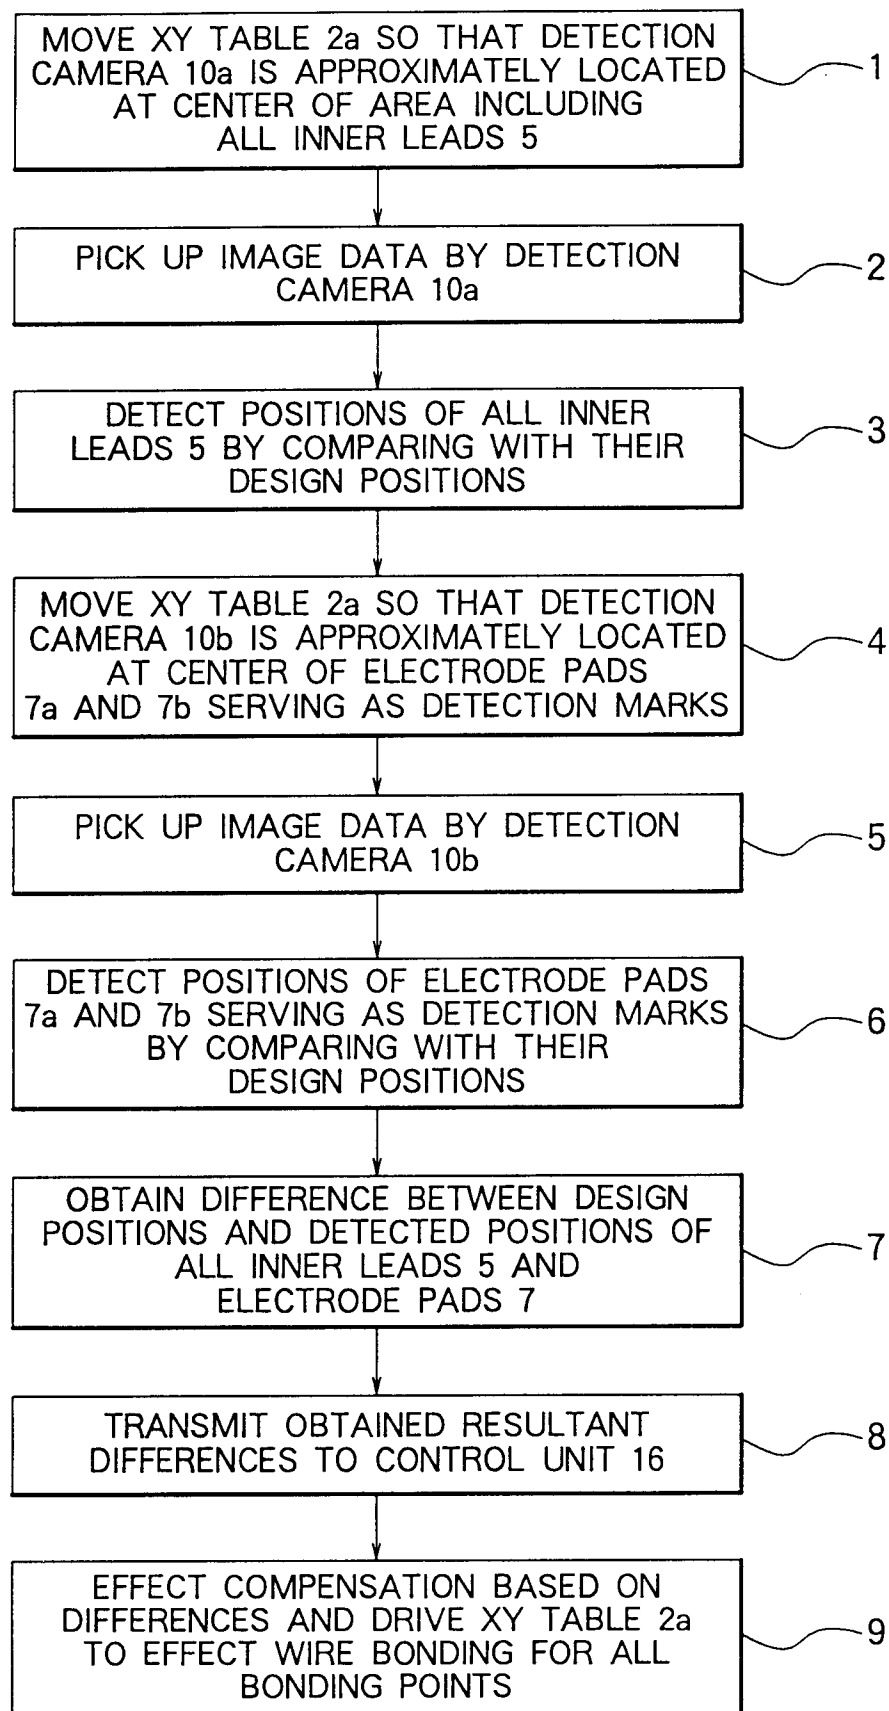 MOVE XY TABLE 2a SO THAT DETECTION
CAMERA 10a IS APPROXIMATELY LOCATED
AT CENTER OF AREA INCLUDING
ALL INNER LEADS 5
1
PICK UP IMAGE DATA BY DETECTION
CAMERA 10a
2
DETECT POSITIONS OF ALL INNER
LEADS 5 BY COMPARING WITH THEIR
DESIGN POSITIONS
3
MOVE XY TABLE 2a SO THAT DETECTION
CAMERA 10b IS APPROXIMATELY LOCATED
AT CENTER OF ELECTRODE PADS
7a AND 7b SERVING AS DETECTION MARKS
4
PICK UP IMAGE DATA BY DETECTION
CAMERA 10b
5
DETECT POSITIONS OF ELECTRODE PADS
7a AND 7b SERVING AS DETECTION MARKS
BY COMPARING WITH THEIR
DESIGN POSITIONS
6
OBTAIN DIFFERENCE BETWEEN DESIGN
POSITIONS AND DETECTED POSITIONS OF
ALL INNER LEADS 5 AND
ELECTRODE PADS 7
7
TRANSMIT OBTAINED RESULTANT
DIFFERENCES TO CONTROL UNIT 16
8
EFFECT COMPENSATION BASED ON
DIFFERENCES AND DRIVE XY TABLE 2a
TO EFFECT WIRE BONDING FOR ALL
BONDING POINTS
9